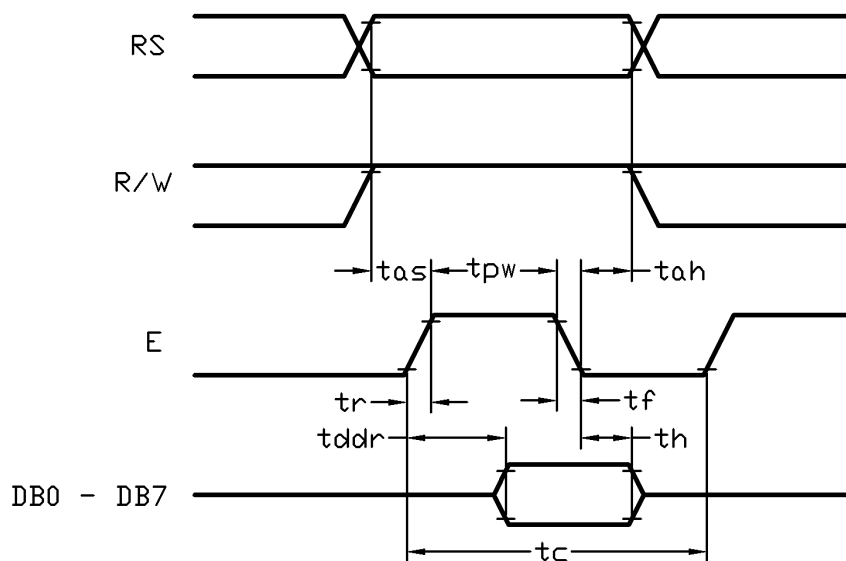 RS
R/W
tas tpw tah
E
tr tf
tddr th
DB0 - DB7
tc